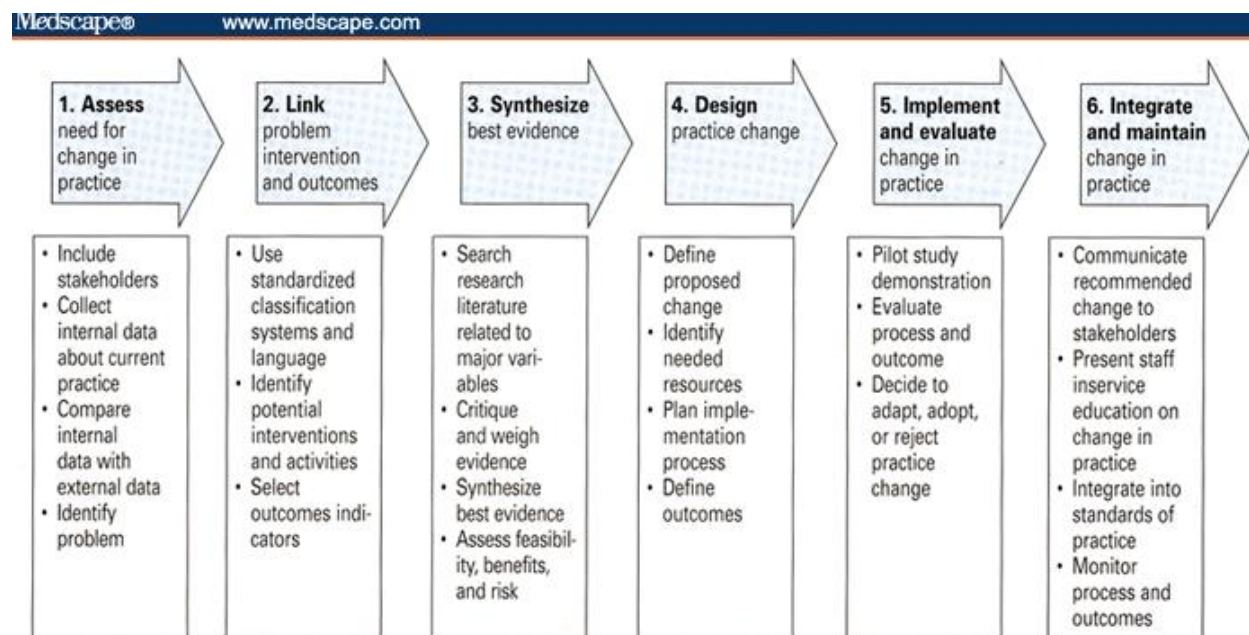 Medscape® www.medscape.com
1. Assess
need for
change in
practice
2. Link
problem
intervention
and outcomes
3. Synthesize
best evidence
4. Design
practice change
5. Implement
and evaluate
change in
practice
6. Integrate
and maintain
change in
practice
• Include
stakeholders
• Collect
internal data
about current
practice
• Compare
internal
data with
external data
• Identify
problem
• Use
standardized
classification
systems and
language
• Identify
potential
interventions
and activities
• Select
outcomes indi-
cators
• Search
research
literature
related to
major vari-
ables
• Critique
and weigh
evidence
• Synthesize
best evidence
• Assess feasibil-
ity, benefits,
and risk
• Define
proposed
change
• Identify
needed
resources
• Plan imple-
mentation
process
• Define
outcomes
• Pilot study
demonstration
• Evaluate
process and
outcome
• Decide to
adapt, adopt,
or reject
practice
change
• Communicate
recommended
change to
stakeholders
• Present staff
inservice
education on
change in
practice
• Integrate into
standards of
practice
• Monitor
process and
outcomes